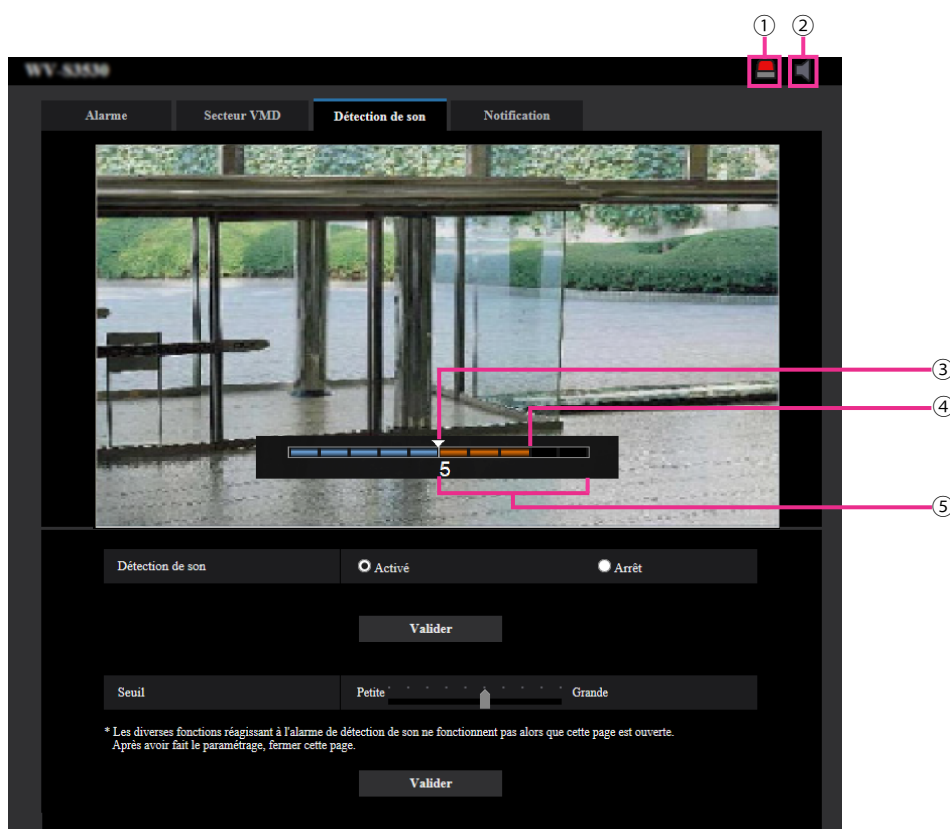 ① ②
WV-S3530
Alarme Secteur VMD Détection de son Notification
③
④
5
⑤
Détection de son Activé Arrêt
Valider
Seuil Petite Grande
* Les diverses fonctions réagissant à l'alarme de détection de son ne fonctionnent pas alors que cette page est ouverte.
Après avoir fait le paramétrage, fermer cette page.
Valider